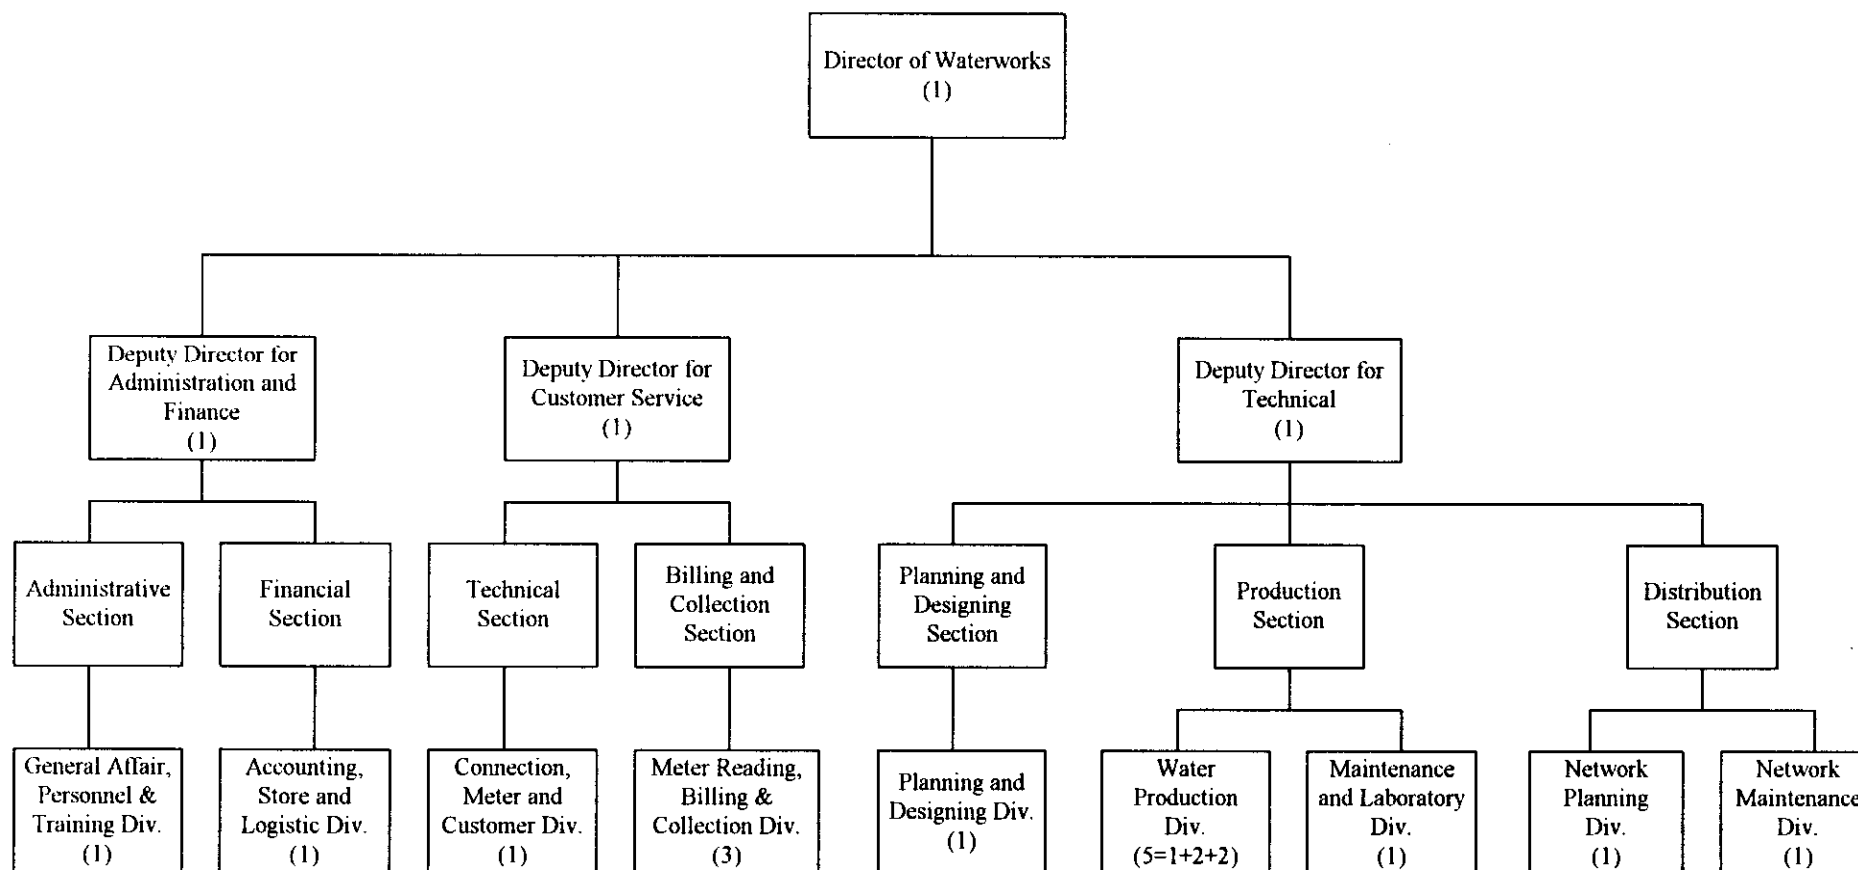 Director of Waterworks
(1)
Deputy Director for
Administration and
Finance
(1)
Deputy Director for
Customer Service
(1)
Deputy Director for
Technical
(1)
Administrative
Section
Financial
Section
Technical
Section
Billing and
Collection
Section
Planning and
Designing
Section
Production
Section
Distribution
Section
General Affair,
Personnel &
Training Div.
(1)
Accounting,
Store and
Logistic Div.
(1)
Connection,
Meter and
Customer Div.
(1)
Meter Reading,
Billing &
Collection Div.
(3)
Planning and
Designing Div.
(1)
Water
Production
Div.
(5=1+2+2)
Maintenance
and Laboratory
Div.
(1)
Network
Planning
Div.
(1)
Network
Maintenance
Div.
(1)